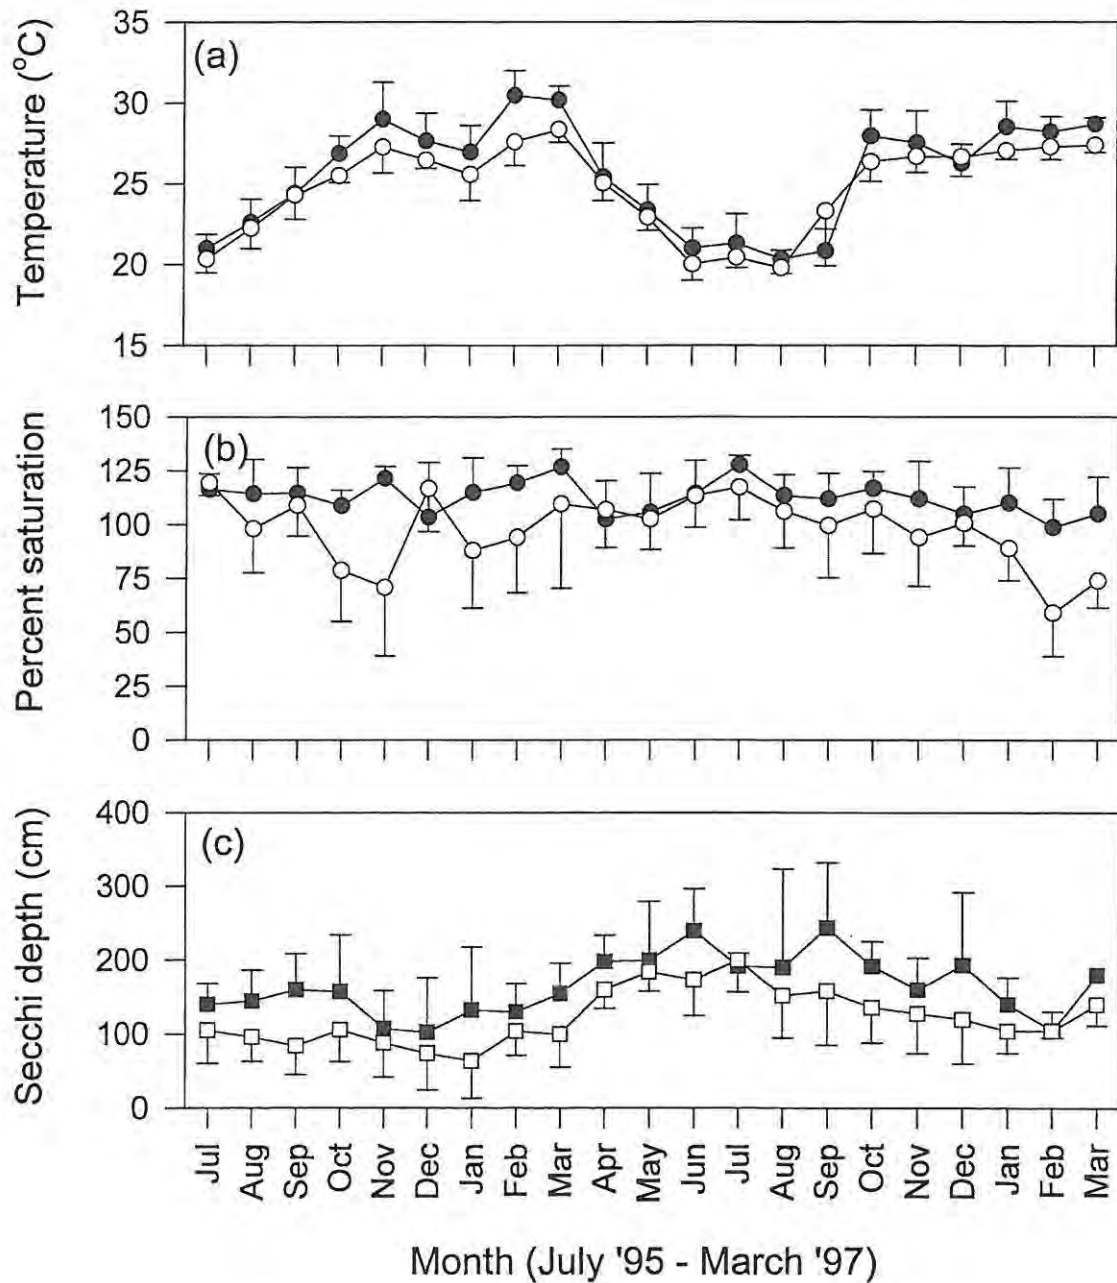 Temperature (°C)
35
30
25
20
15
(a)
Percent saturation
150
125
100
75
50
25
0
(b)
Secchi depth (cm)
400
300
200
100
0
(c)
Jul Aug Sep Oct Nov Dec Jan Feb Mar Apr May Jun Jul Aug Sep Oct Nov Dec Jan Feb Mar
Month (July '95 - March '97)